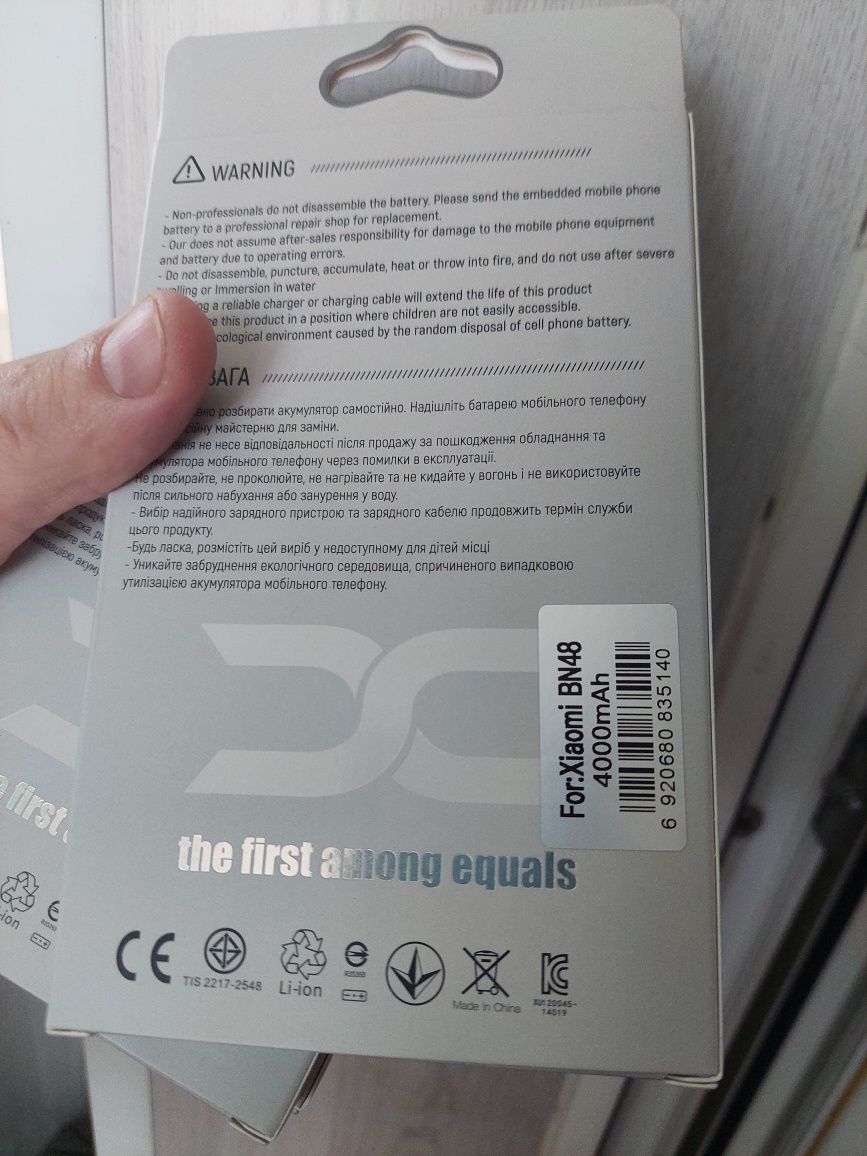 WARNING
- Non-professionals do not disassemble the battery. Please send the embedded mobile phone
battery to a professional repair shop for replacement.
- Our does not assume after-sales responsibility for damage to the mobile phone equipment
and battery due to operating errors.
- Do not disassemble, puncture, accumulate, heat or throw into fire, and do not use after severe
or Immersion in water
a reliable charger or charging cable will extend the life of this product
this product in a position where children are not easily accessible.
environment caused by the random disposal of cell phone battery.
розбирати акумулятор самостійно. Надішліть батарею мобільного телефону
майстерню для заміни.
не несе відповідальності після продажу за пошкодження обладнання та
мобільного телефону через помилки в експлуатації.
Не розбирайте, не проколюйте, не нагрівайте та не кидайте у вогонь і не використовуйте
після сильного набухання або занурення у воду.
- Вибір надійного зарядного пристрою та зарядного кабелю продовжить термін служби
цього продукту.
-Будь ласка, розмістіть цей виріб у недоступному для дітей місці
- Уникайте забруднення екологічного середовища, спричиненого випадковою
утилізацією акумулятора мобільного телефону.
For:Xiaomi BN48
4000mAh
6 920680 835140
the first among equals
CE
TIS 2217-2548
Li-ion
Made in China
first